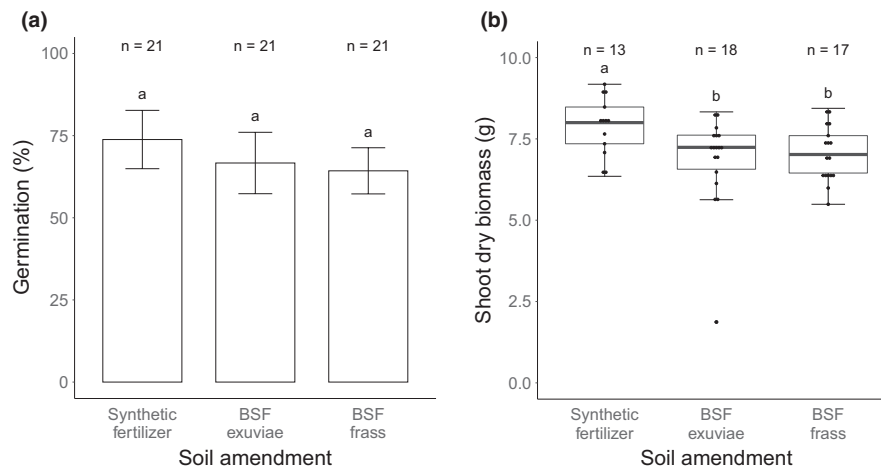 (a)
n = 21 n = 21 n = 21
100
75
50
25
0
a a a
Germination (%)
Synthetic fertilizer
BSF exuviae
BSF frass
Soil amendment
(b)
n = 13 n = 18 n = 17
10.0
7.5
5.0
2.5
0.0
a b b
Shoot dry biomass (g)
Synthetic fertilizer
BSF exuviae
BSF frass
Soil amendment